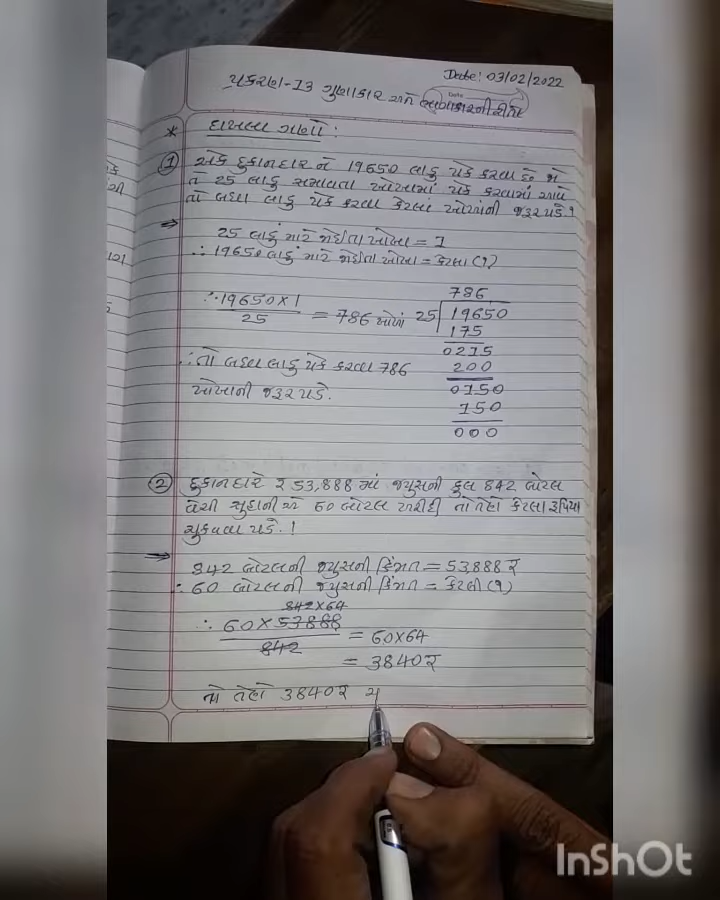 Date: 03/02/2022
પ્રકરણ-13 ગુણાકાર અને ભાગાકારની રીતો
* દાખલા ગણો:
① એક દુકાનદારને 19650 લાડુ પેક કરવા છે જો
તે 25 લાડુ સમાવતા ખોખામાં પેક કરવામાં આવે
તો બધા લાડુ પેક કરવા કેટલાં ખોખાંની જરૂર પડે?
⇒ 25 લાડું માટે જોઈતા ખોખા = 1
∴ 19650 લાડું માટે જોઈતા ખોખા = કેટલા (?)
786
∴ 19650 × 1 / 25 = 786 ખોખાં 25 19650
175
0215
∴ તો બધા લાડુ પેક કરવા 786 200
0150
ખોખાની જરૂર પડે.
150
000
② દુકાનદારે ₹ 53,888 માં જ્યુસની કુલ 842 બોટલ
વેચી સુહાનીએ 60 બોટલ ખરીદી તો તેણે કેટલા રૂપિયા
ચુકવવા પડે.!
⇒ 842 બોટલની જ્યુસની કિંમત = 53888 ₹
∴ 60 બોટલની જ્યુસની કિંમત = કેટલી (?)
842×64
∴ 60 × 53888 / 842 = 60×64
= 3840 ₹
તો તેણે 3840 ₹ ચ
InShOt